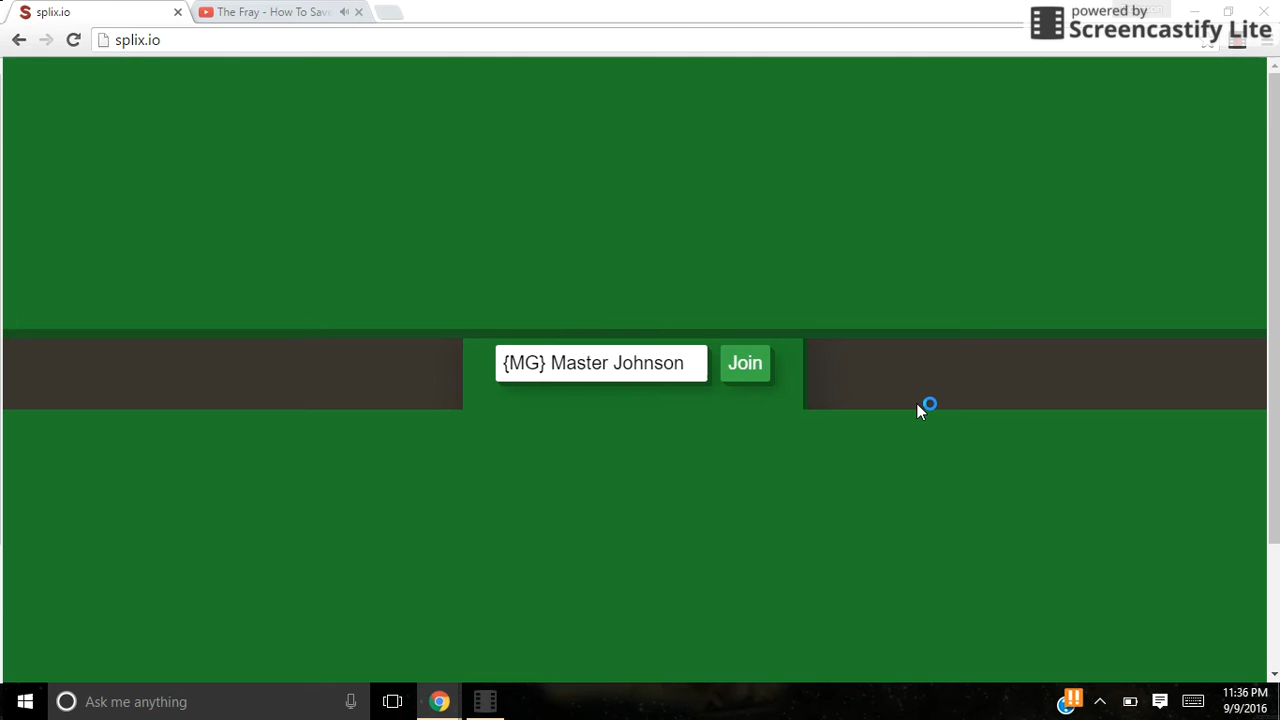 splix.io
The Fray - How To Save
powered by
Screencastify Lite
splix.io
{MG} Master Johnson
Join
Ask me anything
11:36 PM
9/9/2016